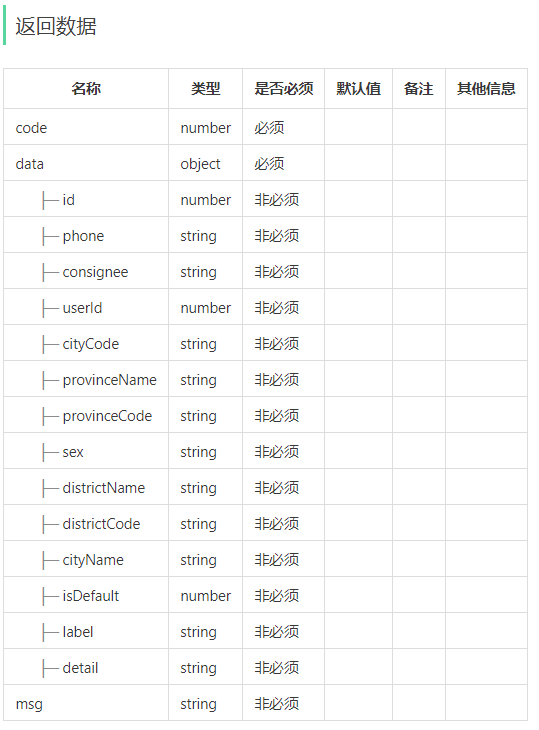 返回数据
名称 类型 是否必须 默认值 备注 其他信息
code number 必须
data object 必须
├─ id number 非必须
├─ phone string 非必须
├─ consignee string 非必须
├─ userId number 非必须
├─ cityCode string 非必须
├─ provinceName string 非必须
├─ provinceCode string 非必须
├─ sex string 非必须
├─ districtName string 非必须
├─ districtCode string 非必须
├─ cityName string 非必须
├─ isDefault number 非必须
├─ label string 非必须
├─ detail string 非必须
msg string 非必须